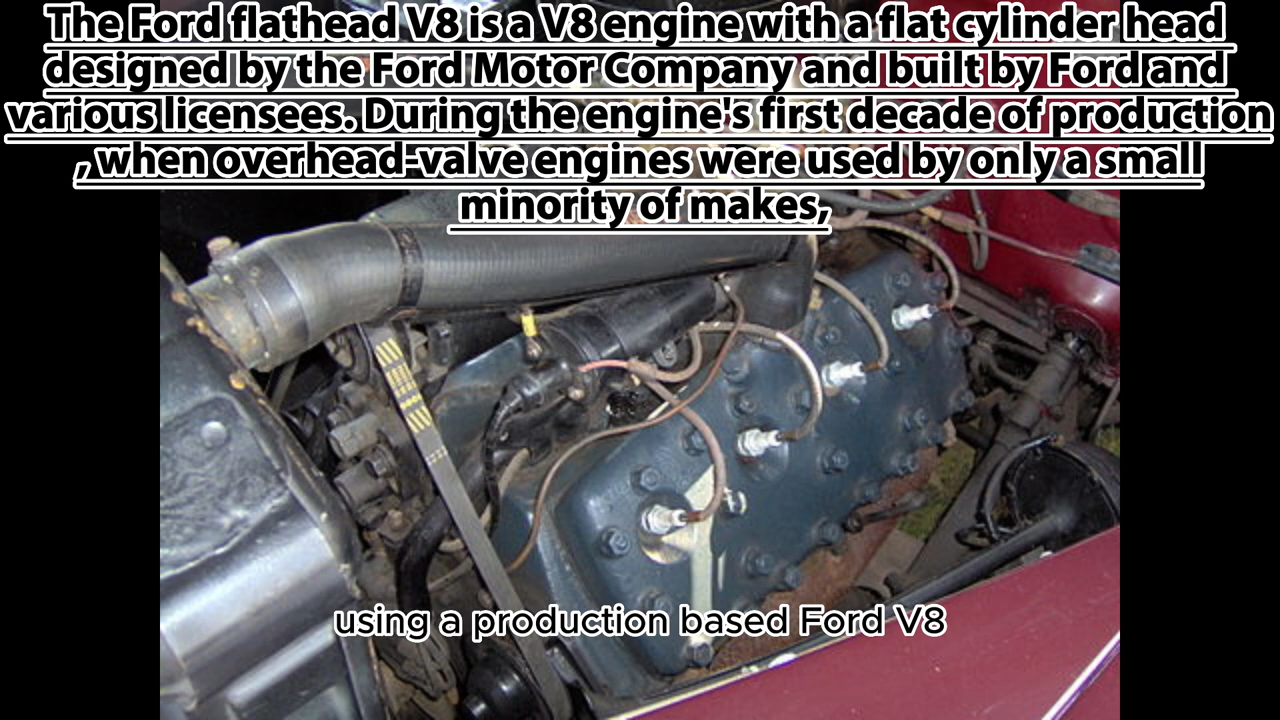 The Ford flathead V8 is a V8 engine with a flat cylinder head
designed by the Ford Motor Company and built by Ford and
various licensees. During the engine's first decade of production
, when overhead-valve engines were used by only a small
minority of makes,
using a production based Ford V8